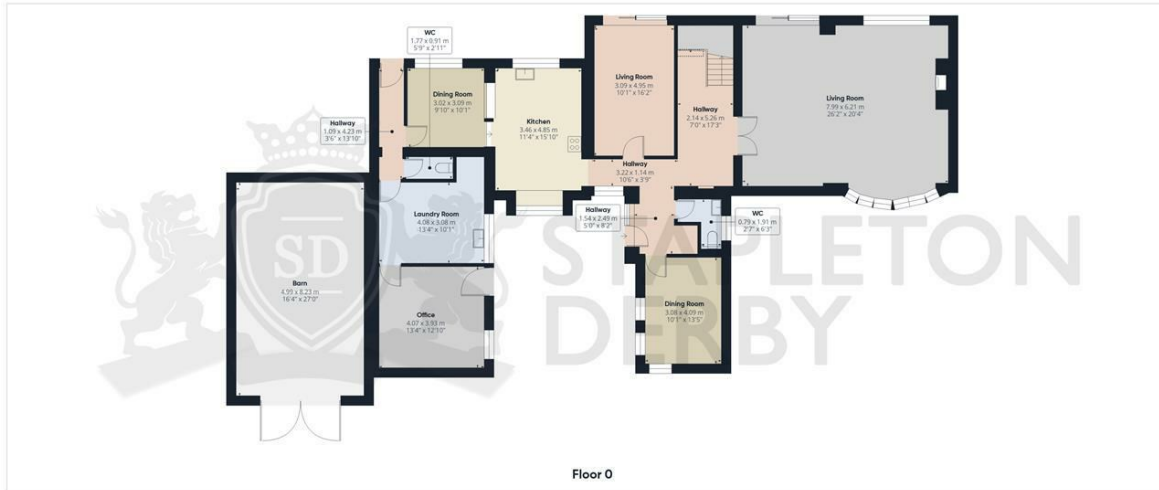 WC
1.77 x 0.91 m
5'9" x 2'11"
Dining Room
3.02 x 3.09 m
9'10" x 10'1"
Hallway
1.09 x 4.23 m
3'6" x 13'10"
Kitchen
3.46 x 4.85 m
11'4" x 15'10"
Living Room
3.09 x 4.95 m
10'1" x 16'2"
Hallway
2.14 x 5.26 m
7'0" x 17'3"
Living Room
7.99 x 6.21 m
26'2" x 20'4"
Hallway
3.22 x 1.14 m
10'6" x 3'9"
Hallway
1.54 x 2.49 m
5'0" x 8'2"
WC
0.79 x 1.91 m
2'7" x 6'3"
Laundry Room
4.08 x 3.08 m
13'4" x 10'1"
Barn
4.99 x 8.23 m
16'4" x 27'0"
Office
4.07 x 3.93 m
13'4" x 12'10"
Dining Room
3.08 x 4.09 m
10'1" x 13'5"
SD
STAPLETON
DERBY
Floor 0